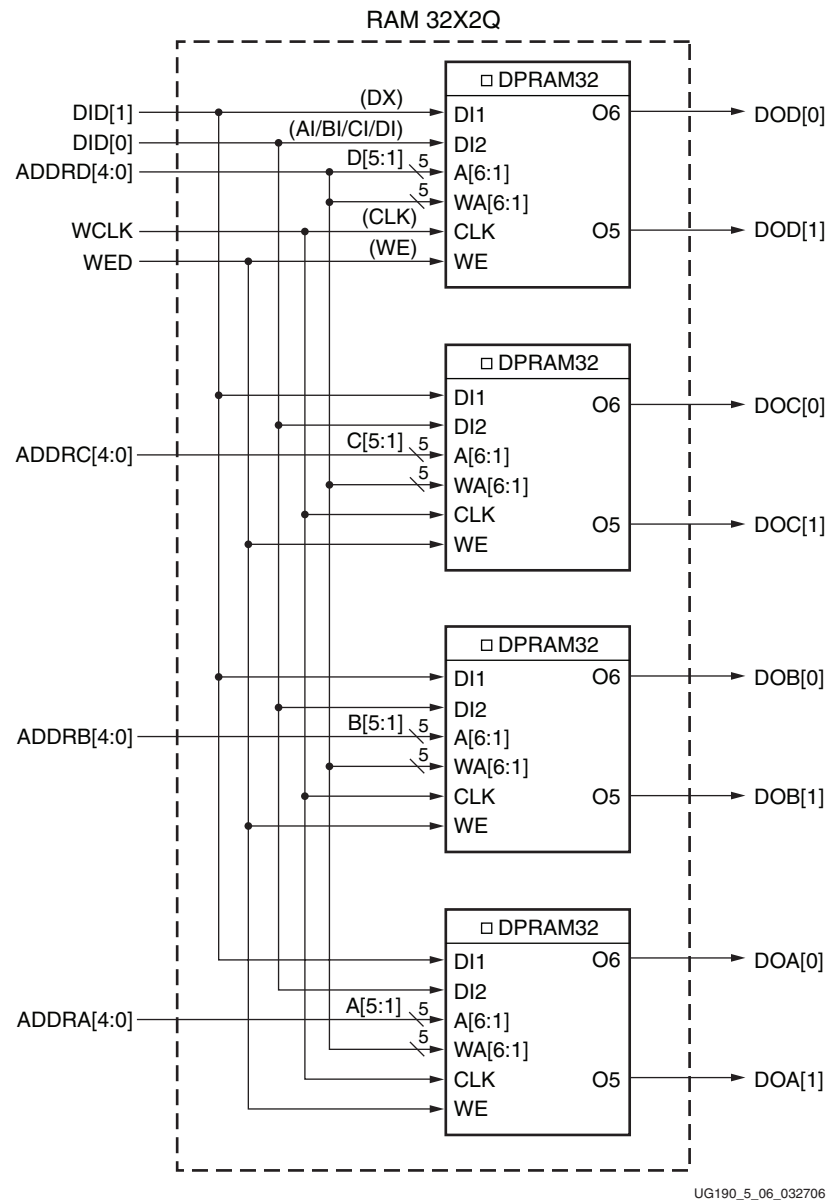 RAM 32X2Q
DPRAM32
DID[1] (DX) DI1 O6 DOD[0]
DID[0] (AI/BI/CI/DI) DI2
ADDRD[4:0] D[5:1] 5 A[6:1]
5 WA[6:1]
WCLK (CLK) CLK O5 DOD[1]
WED (WE) WE
DPRAM32
DI1 O6 DOC[0]
DI2
ADDRC[4:0] C[5:1] 5 A[6:1]
5 WA[6:1]
CLK O5 DOC[1]
WE
DPRAM32
DI1 O6 DOB[0]
DI2
ADDRB[4:0] B[5:1] 5 A[6:1]
5 WA[6:1]
CLK O5 DOB[1]
WE
DPRAM32
DI1 O6 DOA[0]
DI2
ADDRA[4:0] A[5:1] 5 A[6:1]
5 WA[6:1]
CLK O5 DOA[1]
WE
UG190_5_06_032706